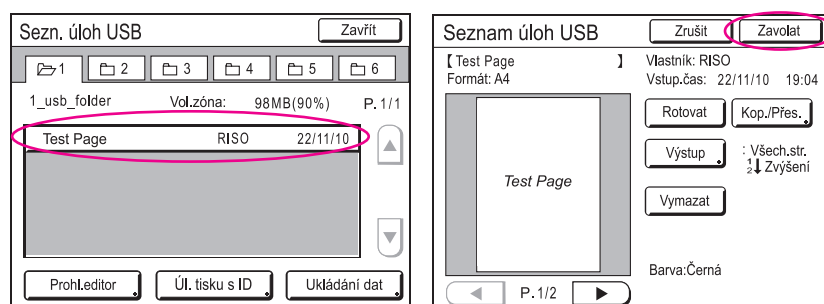 Sezn. úloh USB
Zavřít
1
2
3
4
5
6
1_usb_folder
Vol.zóna: 98MB(90%)
P. 1/1
Test Page RISO 22/11/10
Prohl.editor
Úl. tisku s ID
Ukládání dat
Seznam úloh USB
Zrušit
Zavolat
【 Test Page 】
Formát: A4
Vlastník: RISO
Vstup.čas: 22/11/10 19:04
Test Page
Rotovat
Kop./Přes.
Výstup
: Všech.str.
1 2 Zvýšení
Vymazat
Barva:Černá
P. 1/2